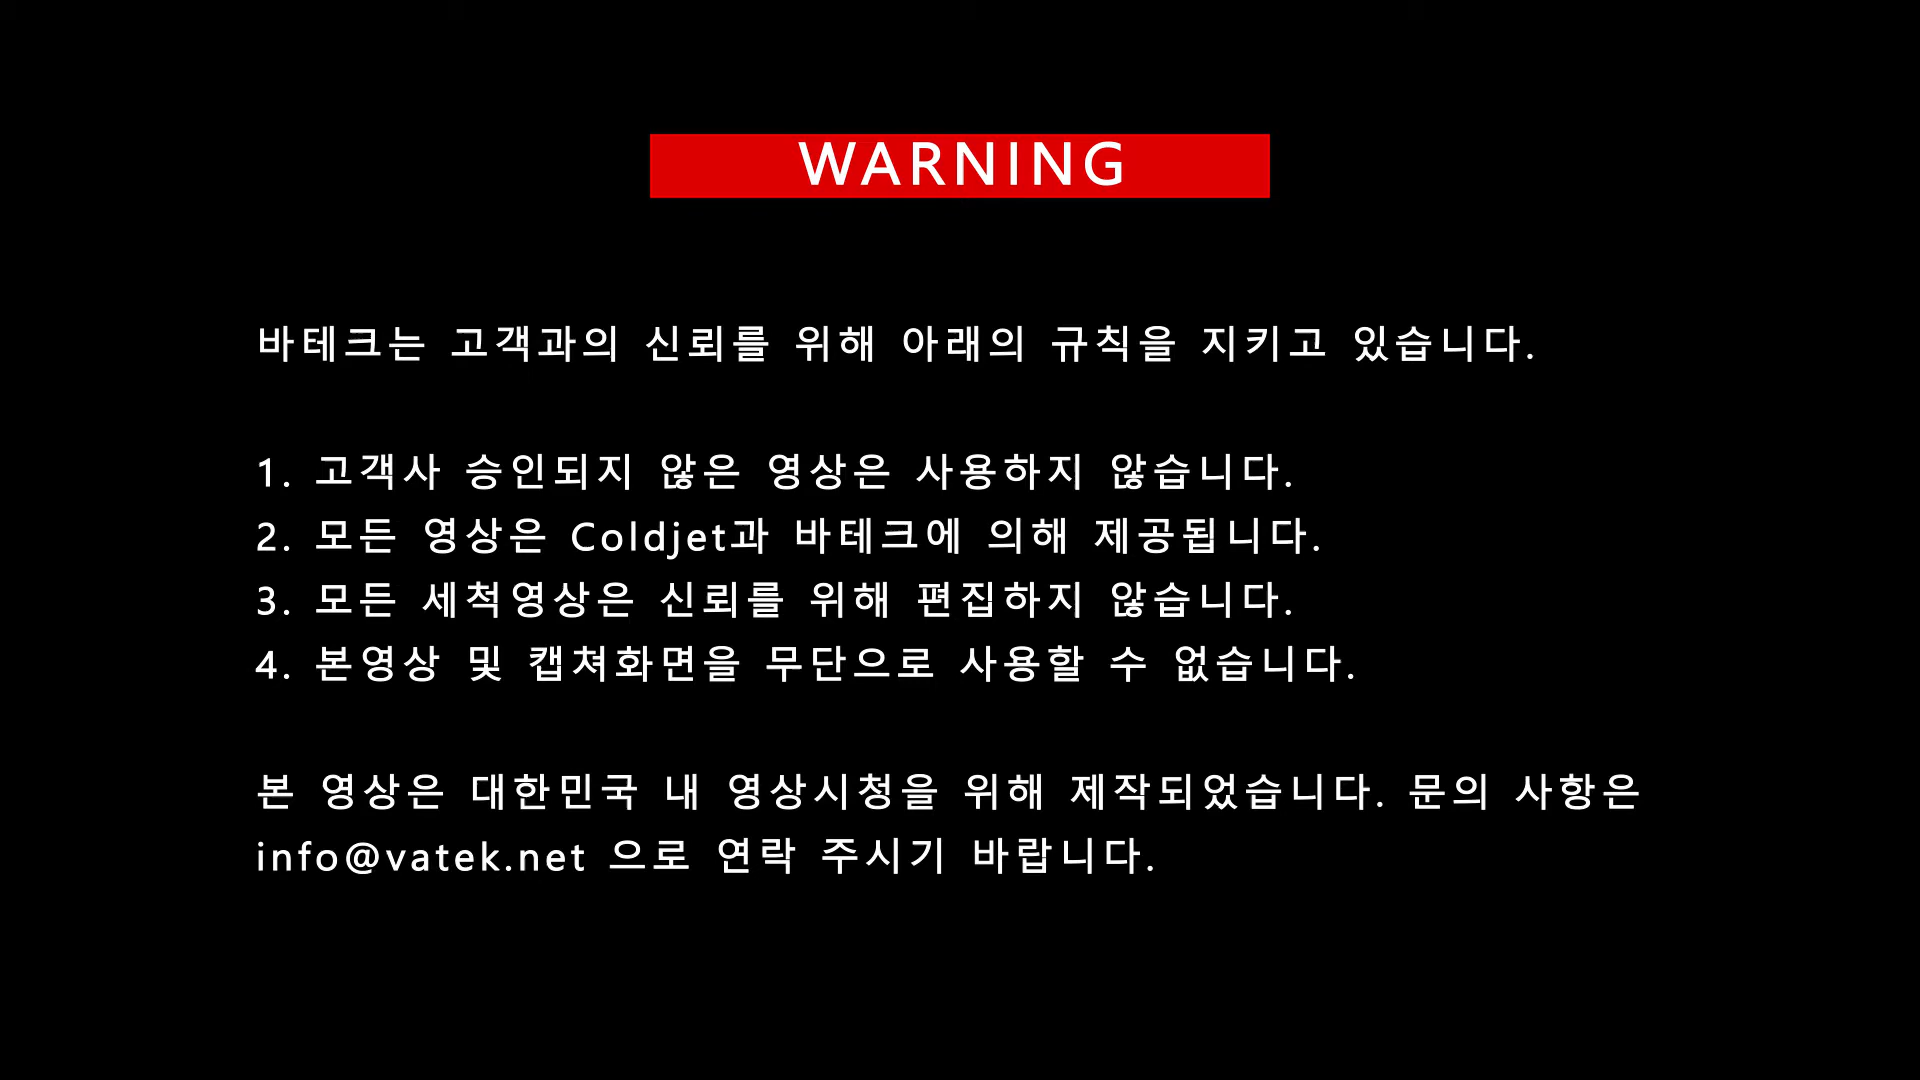 WARNING
바테크는 고객과의 신뢰를 위해 아래의 규칙을 지키고 있습니다.
1. 고객사 승인되지 않은 영상은 사용하지 않습니다.
2. 모든 영상은 Coldjet과 바테크에 의해 제공됩니다.
3. 모든 세척영상은 신뢰를 위해 편집하지 않습니다.
4. 본영상 및 캡쳐화면을 무단으로 사용할 수 없습니다.
본 영상은 대한민국 내 영상시청을 위해 제작되었습니다. 문의 사항은
info@vatek.net 으로 연락 주시기 바랍니다.